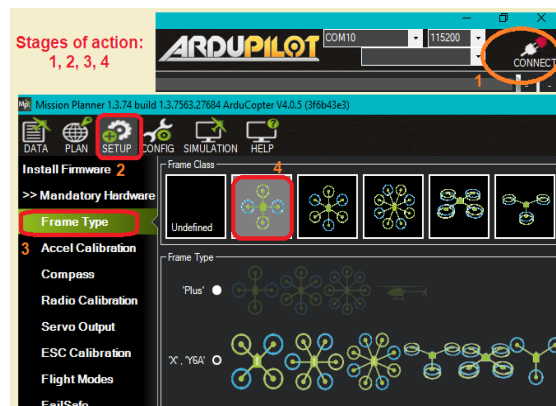 Stages of action:
1, 2, 3, 4
ARDUPILOT
COM10
115200
1
CONNECT
Mission Planner 1.3.74 build 1.3.7563.27684 ArduCopter V4.0.5 (3f6b43e3)
DATA PLAN SETUP CONFIG SIMULATION HELP
Install Firmware 2
>> Mandatory Hardware
Frame Type
3 Accel Calibration
Compass
Radio Calibration
Servo Output
ESC Calibration
Flight Modes
FailSafe
Frame Class
4
Undefined
Frame Type
'Plus'
'X', 'Y6A'